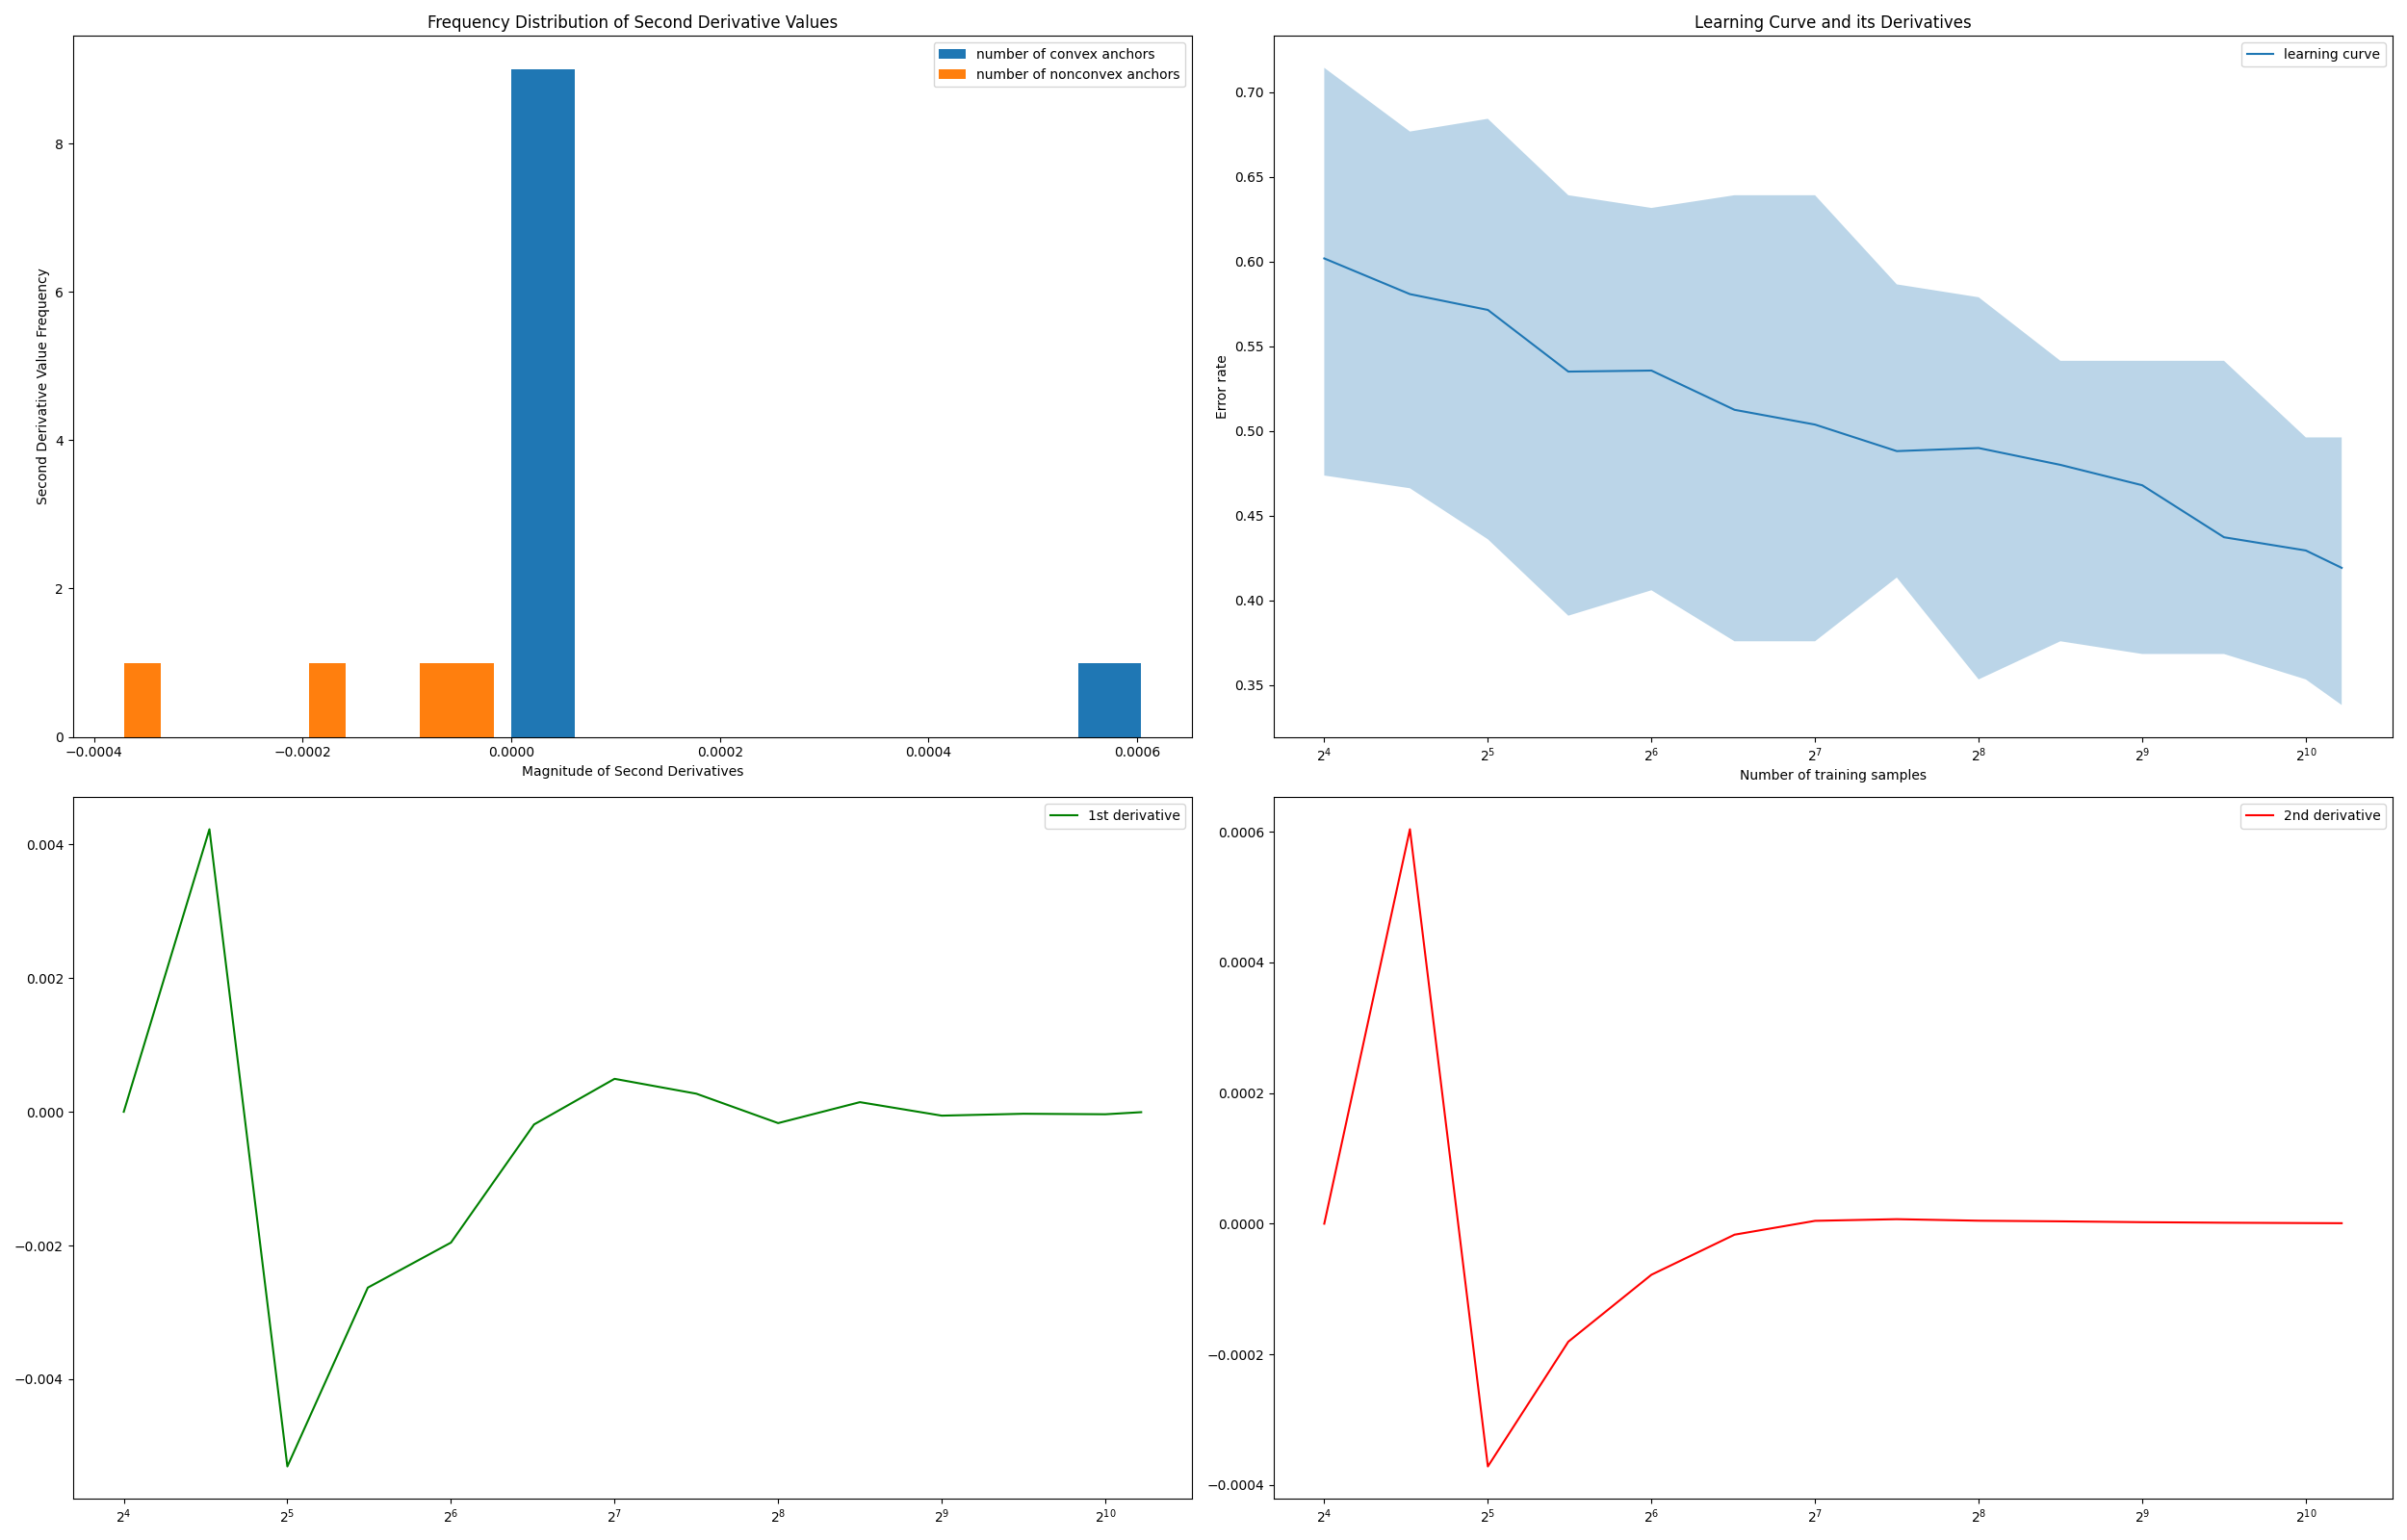 Frequency Distribution of Second Derivative Values
number of convex anchors
number of nonconvex anchors
Second Derivative Value Frequency
8
6
4
2
0
−0.0004 −0.0002 0.0000 0.0002 0.0004 0.0006
Magnitude of Second Derivatives
Learning Curve and its Derivatives
learning curve
Error rate
0.70
0.65
0.60
0.55
0.50
0.45
0.40
0.35
2⁴ 2⁵ 2⁶ 2⁷ 2⁸ 2⁹ 2¹⁰
Number of training samples
1st derivative
0.004
0.002
0.000
−0.002
−0.004
2⁴ 2⁵ 2⁶ 2⁷ 2⁸ 2⁹ 2¹⁰
2nd derivative
0.0006
0.0004
0.0002
0.0000
−0.0002
−0.0004
2⁴ 2⁵ 2⁶ 2⁷ 2⁸ 2⁹ 2¹⁰